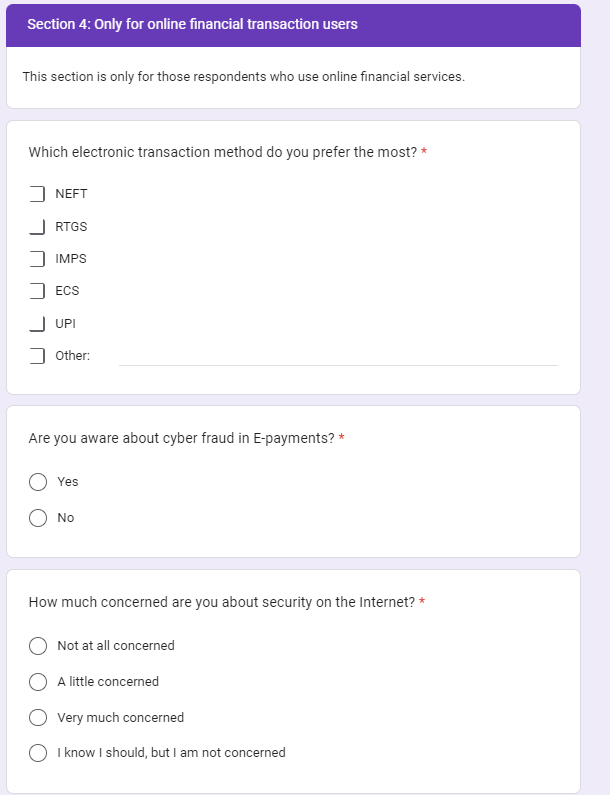 Section 4: Only for online financial transaction users
This section is only for those respondents who use online financial services.
Which electronic transaction method do you prefer the most? *
NEFT
RTGS
IMPS
ECS
UPI
Other:
Are you aware about cyber fraud in E-payments? *
Yes
No
How much concerned are you about security on the Internet? *
Not at all concerned
A little concerned
Very much concerned
I know I should, but I am not concerned